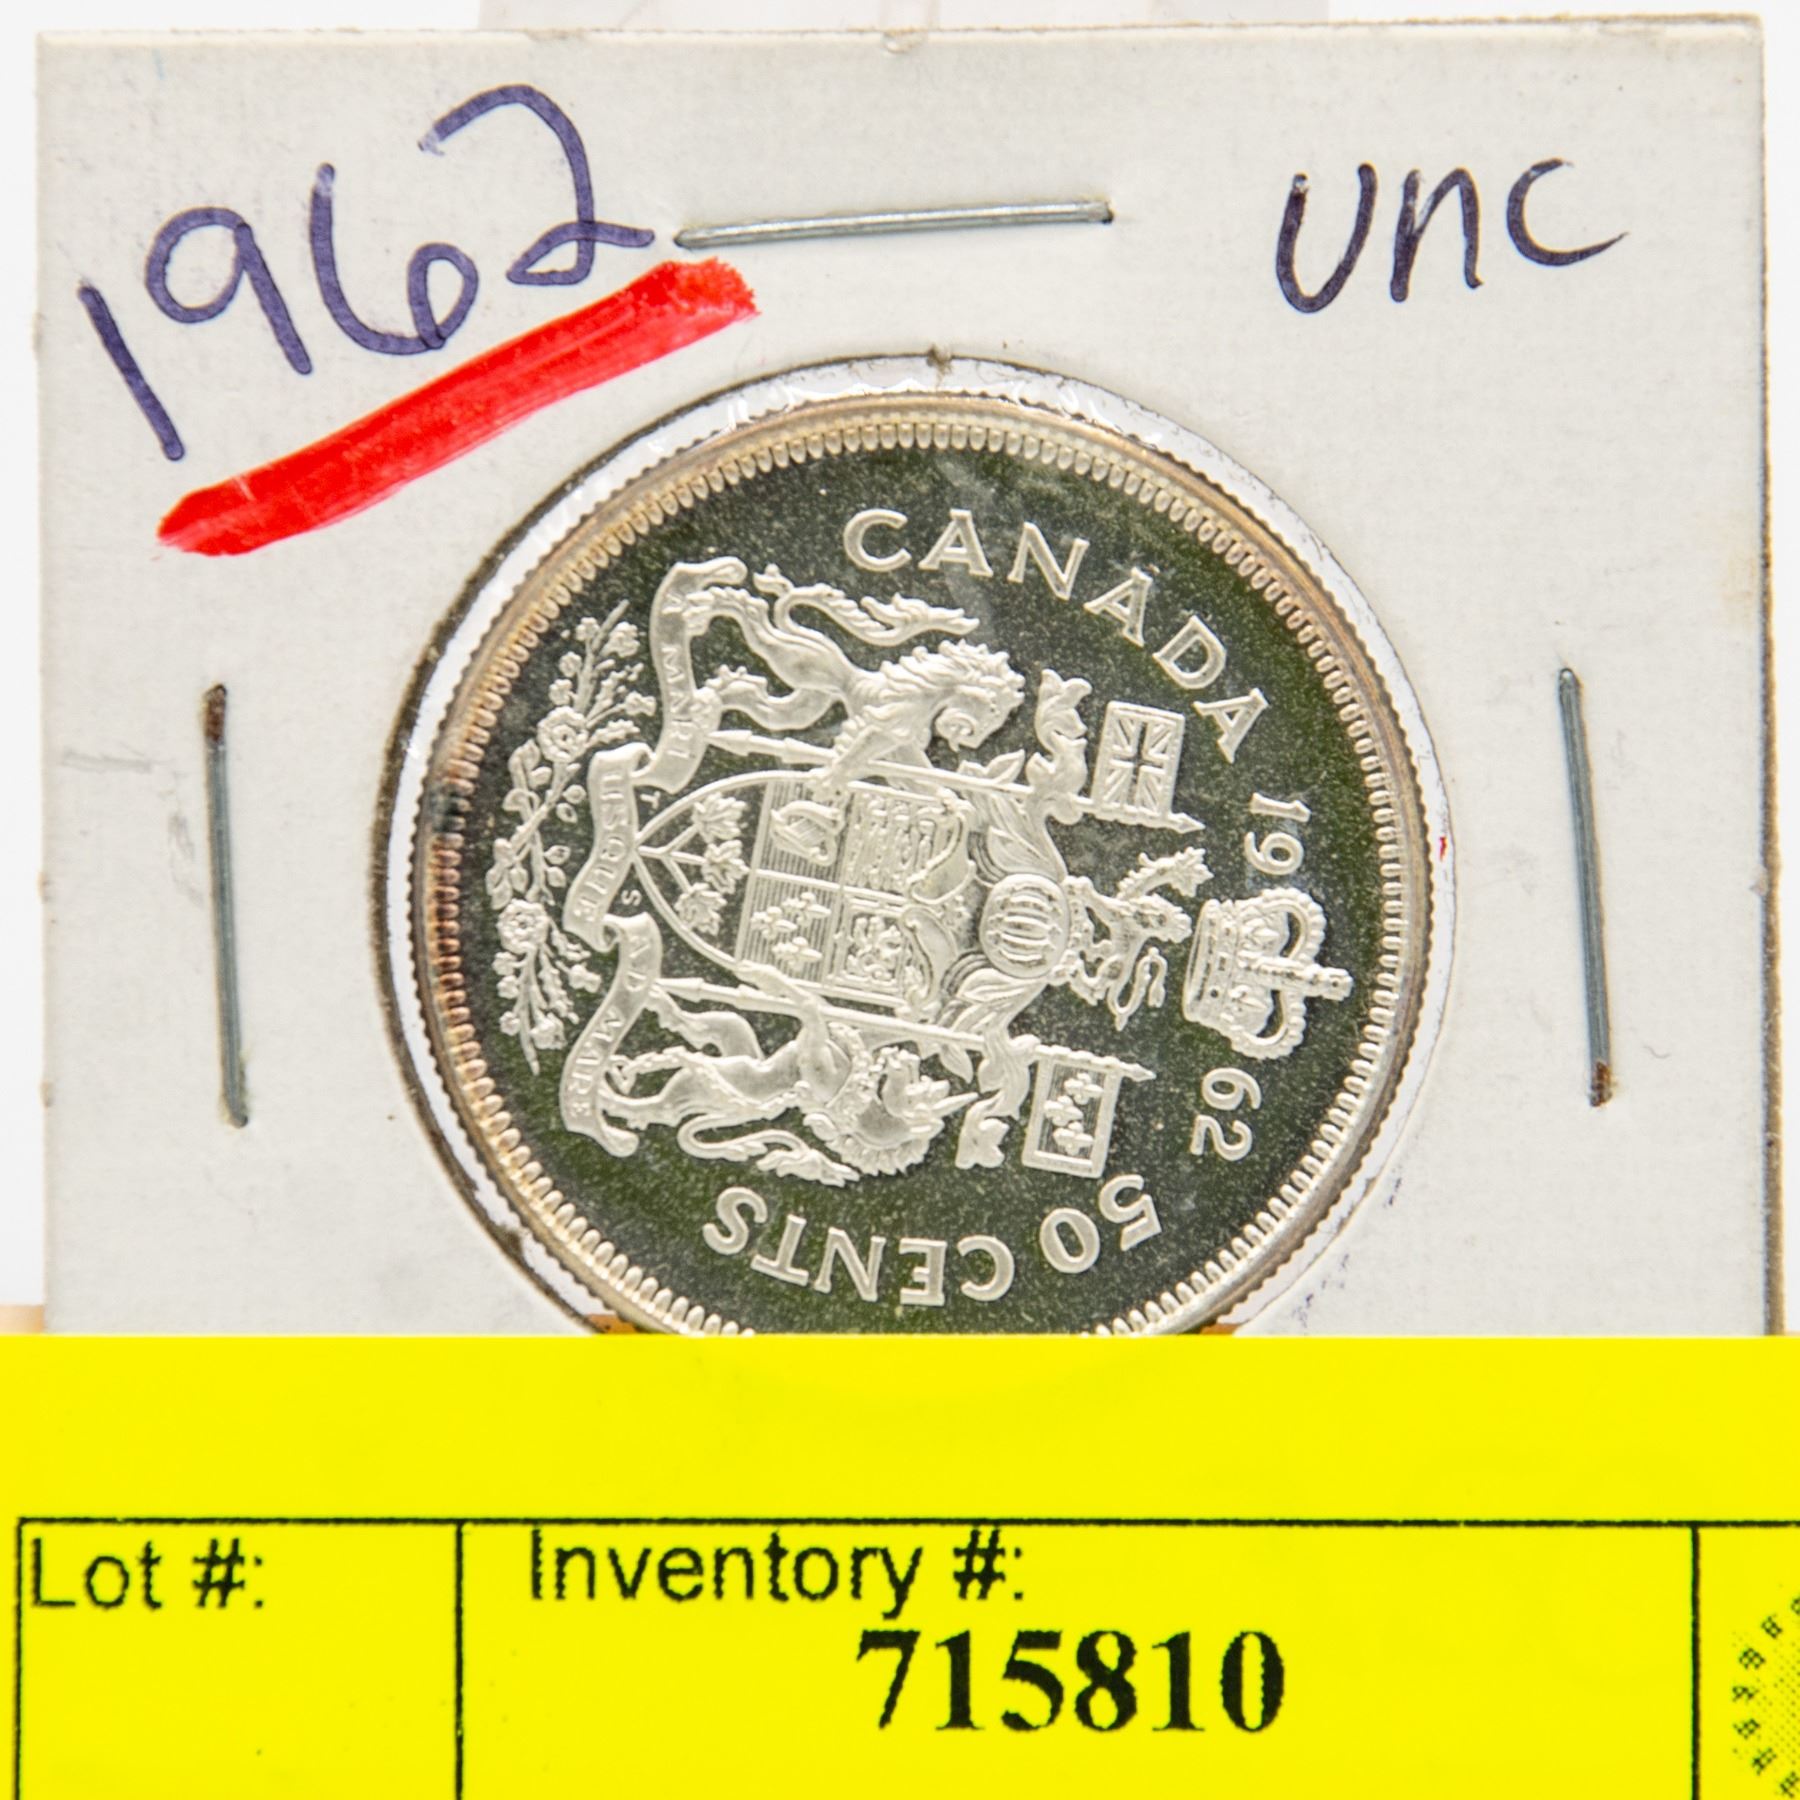 1962
unc
CANADA
19 62
50 CENTS
A MARI USQUE AD MARE
T S
Lot #:
Inventory #:
715810